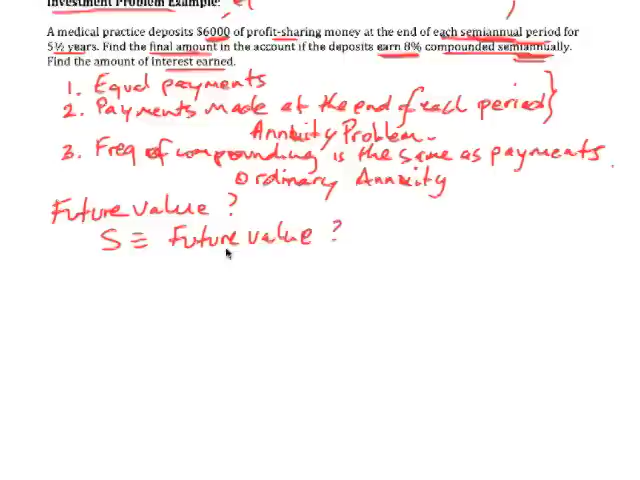 Investment Problem Example:
A medical practice deposits $6000 of profit-sharing money at the end of each semiannual period for
5½ years. Find the final amount in the account if the deposits earn 8% compounded semiannually.
Find the amount of interest earned.
1. Equal payments
2. Payments Made at the end of each period
Annuity Problem.
3. Freq of compounding is the same as payments.
Ordinary Annuity
Future value ?
S ≡ Future value ?